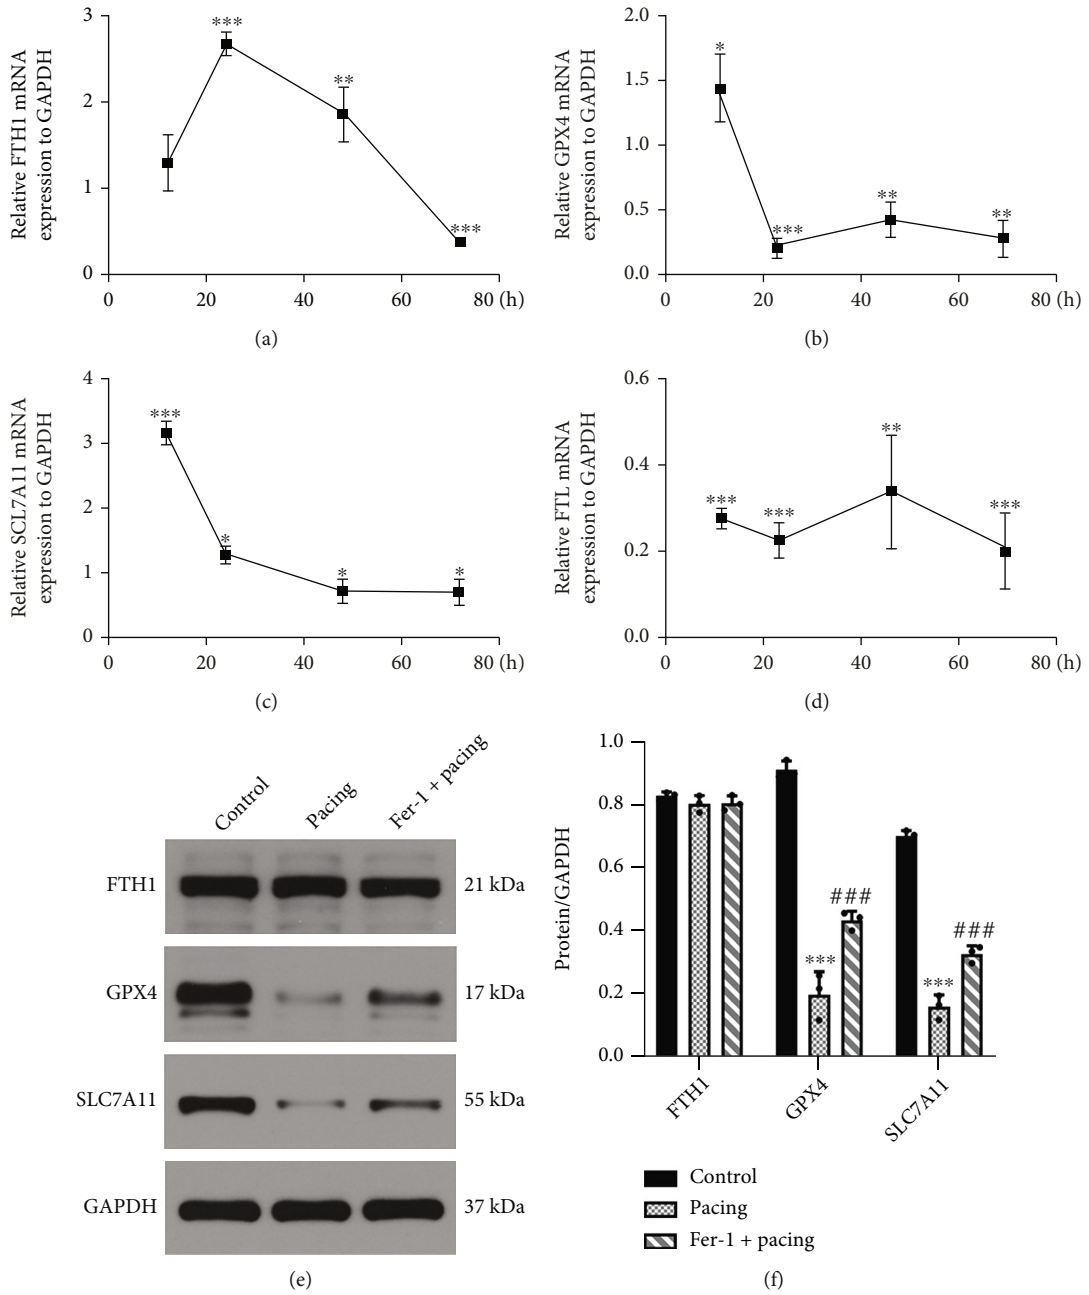 Relative FTH1 mRNA
expression to GAPDH
3
2
1
0
***
**
***
0 20 40 60 80 (h)
(a)
Relative GPX4 mRNA
expression to GAPDH
2.0
1.5
1.0
0.5
0.0
*
***
**
**
0 20 40 60 80 (h)
(b)
Relative SCL7A11 mRNA
expression to GAPDH
4
3
2
1
0
***
*
*
*
0 20 40 60 80 (h)
(c)
Relative FTL mRNA
expression to GAPDH
0.6
0.4
0.2
0.0
***
***
**
***
0 20 40 60 80 (h)
(d)
Control Pacing Fer-1 + pacing
FTH1 21 kDa
GPX4 17 kDa
SLC7A11 55 kDa
GAPDH 37 kDa
(e)
Protein/GAPDH
1.0
0.8
0.6
0.4
0.2
0.0
***
###
***
###
FTH1 GPX4 SLC7A11
Control
Pacing
Fer-1 + pacing
(f)